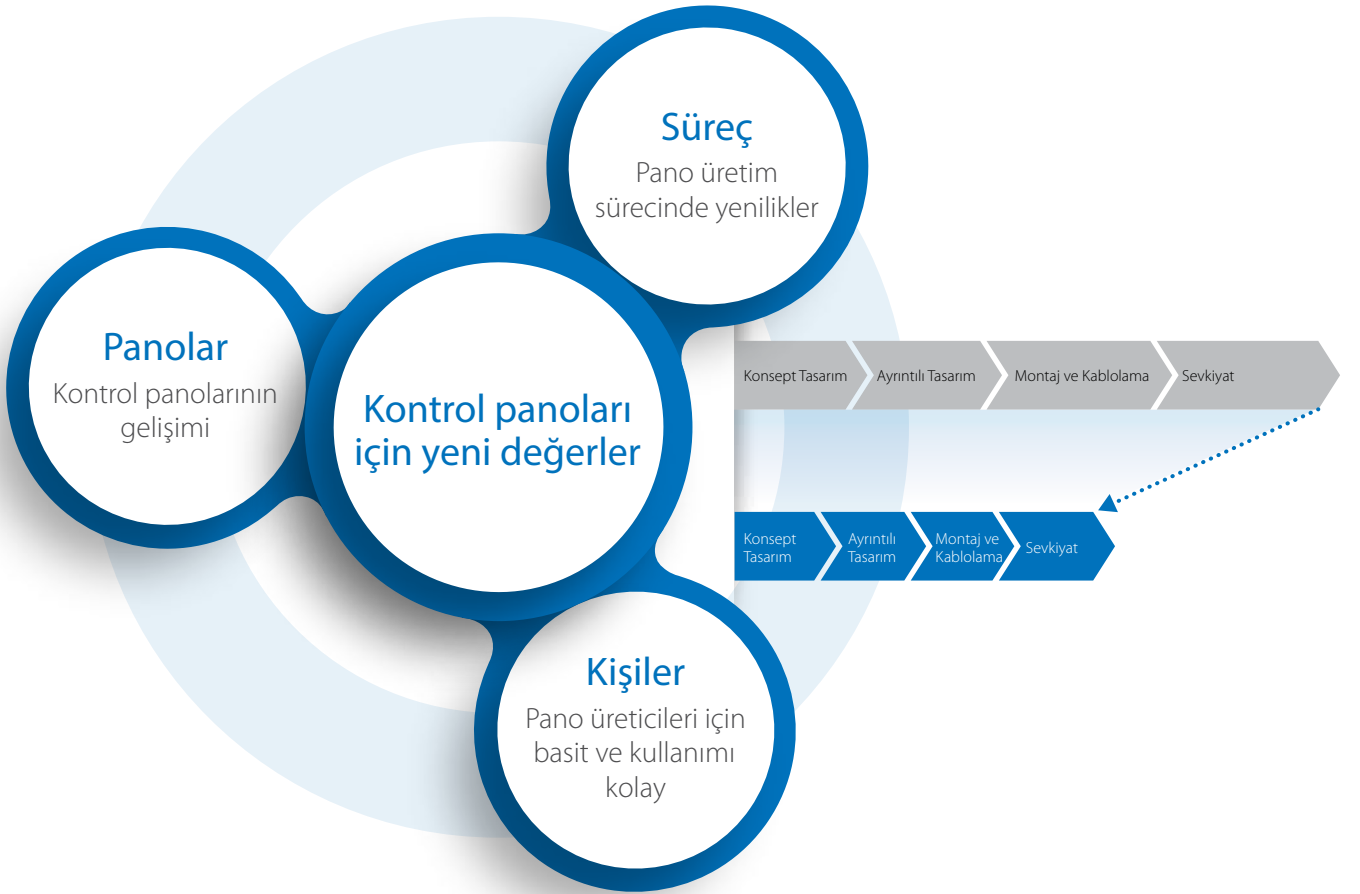 Süreç
Pano üretim
sürecinde yenilikler
Panolar
Kontrol panolarının
gelişimi
Kontrol panoları
için yeni değerler
Konsept Tasarım
Ayrıntılı Tasarım
Montaj ve Kablolama
Sevkiyat
Konsept
Tasarım
Ayrıntılı
Tasarım
Montaj ve
Kablolama
Sevkiyat
Kişiler
Pano üreticileri için
basit ve kullanımı
kolay